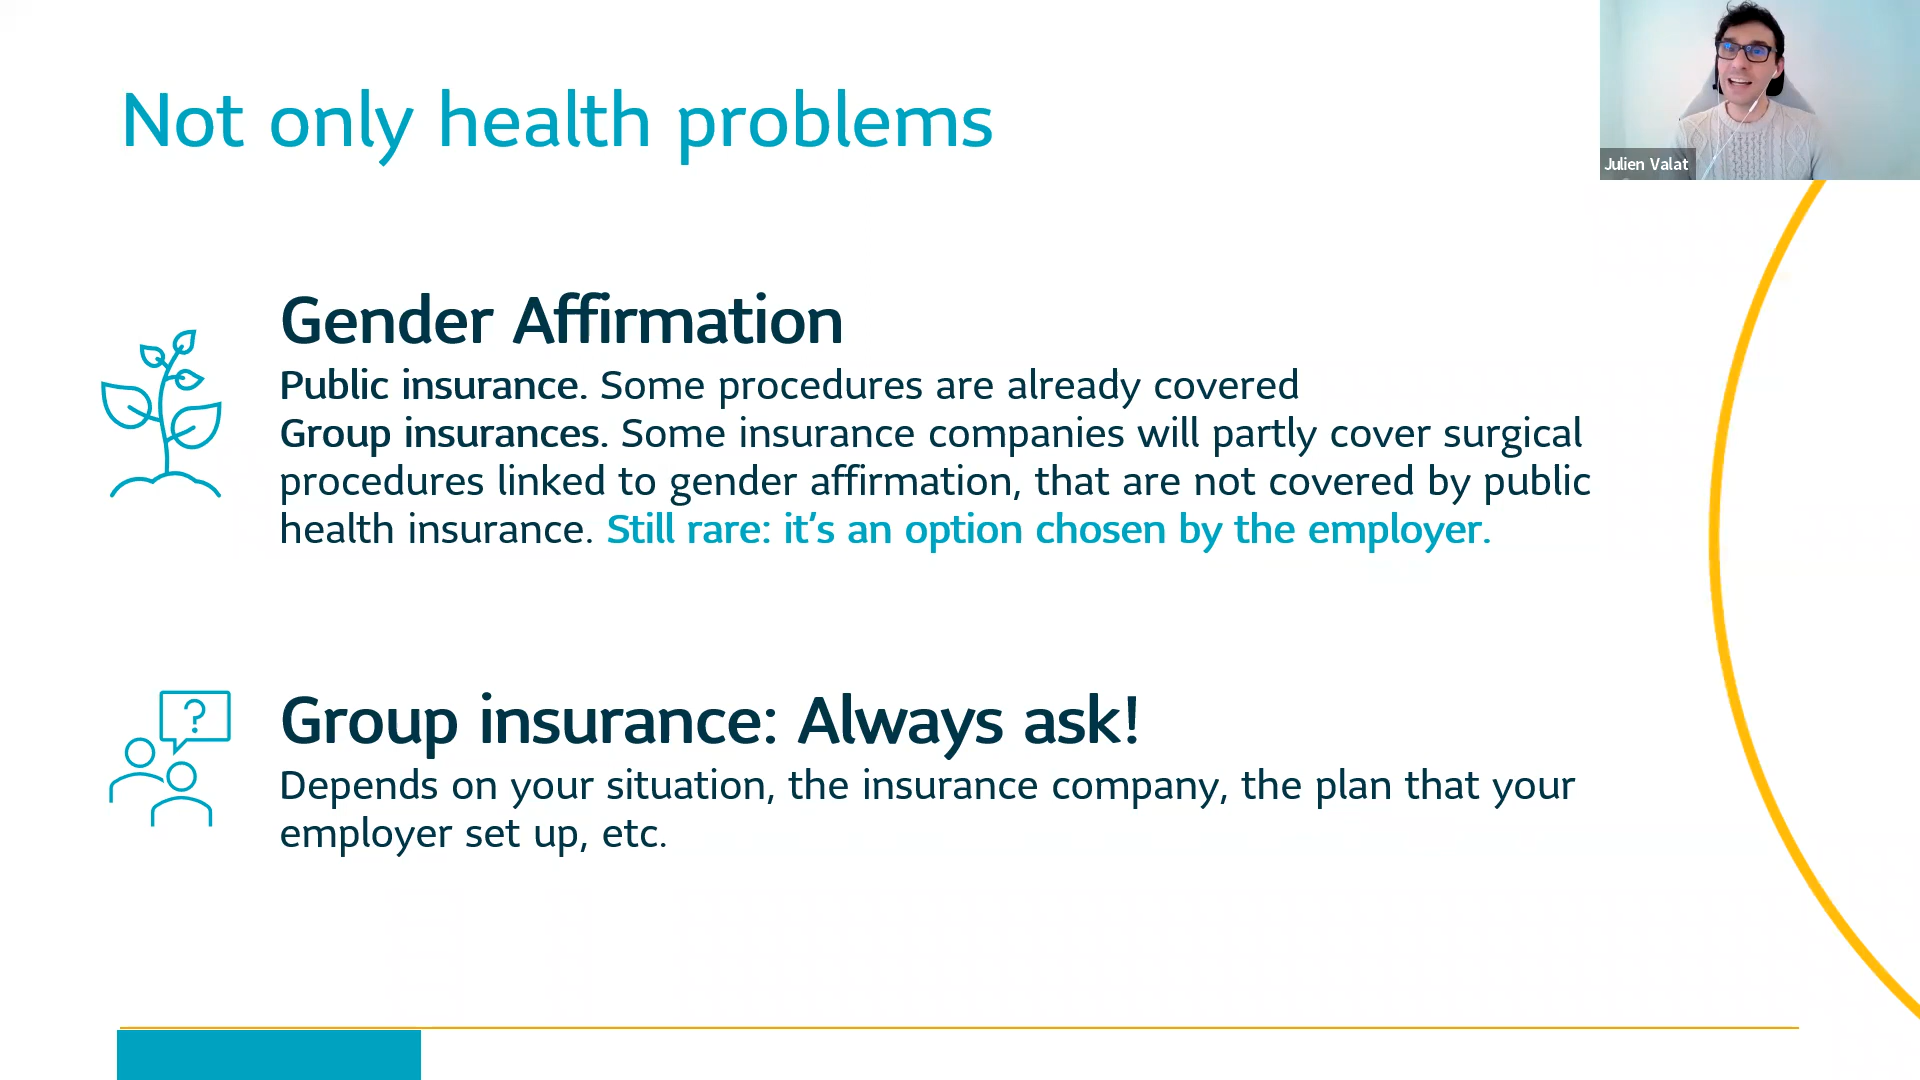 Not only health problems
Julien Valat
Gender Affirmation
Public insurance. Some procedures are already covered
Group insurances. Some insurance companies will partly cover surgical
procedures linked to gender affirmation, that are not covered by public
health insurance. Still rare: it’s an option chosen by the employer.
?
Group insurance: Always ask!
Depends on your situation, the insurance company, the plan that your
employer set up, etc.